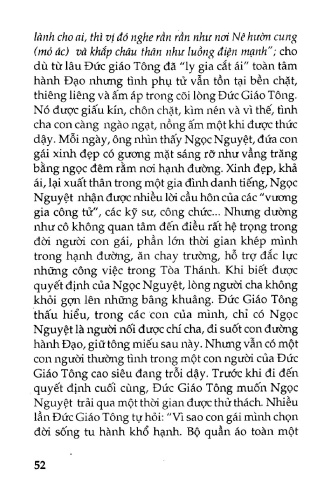 lành cho ai, thì vị đó nghe rần rần như nơi Nê hườn cung
(mỏ ác) và khắp châu thân như luồng điện mạnh"; cho
dù từ lâu Đức giáo Tông đã "ly gia cắt ái" toàn tâm
hành Đạo nhưng tình phụ tử vẫn tồn tại bền chặt,
thiêng liêng và ấm áp trong cõi lòng Đức Giáo Tông.
Nó được giấu kín, chôn chặt, kìm nén và vì thế, tình
cha con càng ngào ngạt, nồng ấm một khi được thức
dậy. Mỗi ngày, ông nhìn thấy Ngọc Nguyệt, đứa con
gái xinh đẹp có gương mặt sáng rỡ như vầng trăng
bằng ngọc đêm rằm nơi hạnh đường. Xinh đẹp, khả
ái, lại xuất thân trong một gia đình danh tiếng, Ngọc
Nguyệt nhận được nhiều lời cầu hôn của các "vương
gia công tử", các kỹ sư, công chức... Nhưng dường
như cô không quan tâm đến điều rất hệ trọng trong
đời người con gái, phần lớn thời gian khép mình
trong hạnh đường, ăn chay trường, hỗ trợ đắc lực
những công việc trong Tòa Thánh. Khi biết được
quyết định của Ngọc Nguyệt, lòng người cha không
khỏi gợn lên những bâng khuâng. Đức Giáo Tông
thấu hiểu, trong các con của mình, chỉ có Ngọc
Nguyệt là người nối được chí cha, đi suốt con đường
hành Đạo, giữ tông miếu sau này. Nhưng vẫn có một
con người thường tình trong một con người của Đức
Giáo Tông cao siêu đang trỗi dậy. Trước khi đi đến
quyết định cuối cùng, Đức Giáo Tông muốn Ngọc
Nguyệt trải qua một thời gian được thử thách. Nhiều
lần Đức Giáo Tông tự hỏi: "Vì sao con gái mình chọn
đời sống tu hành khổ hạnh. Bộ quần áo toàn một
52